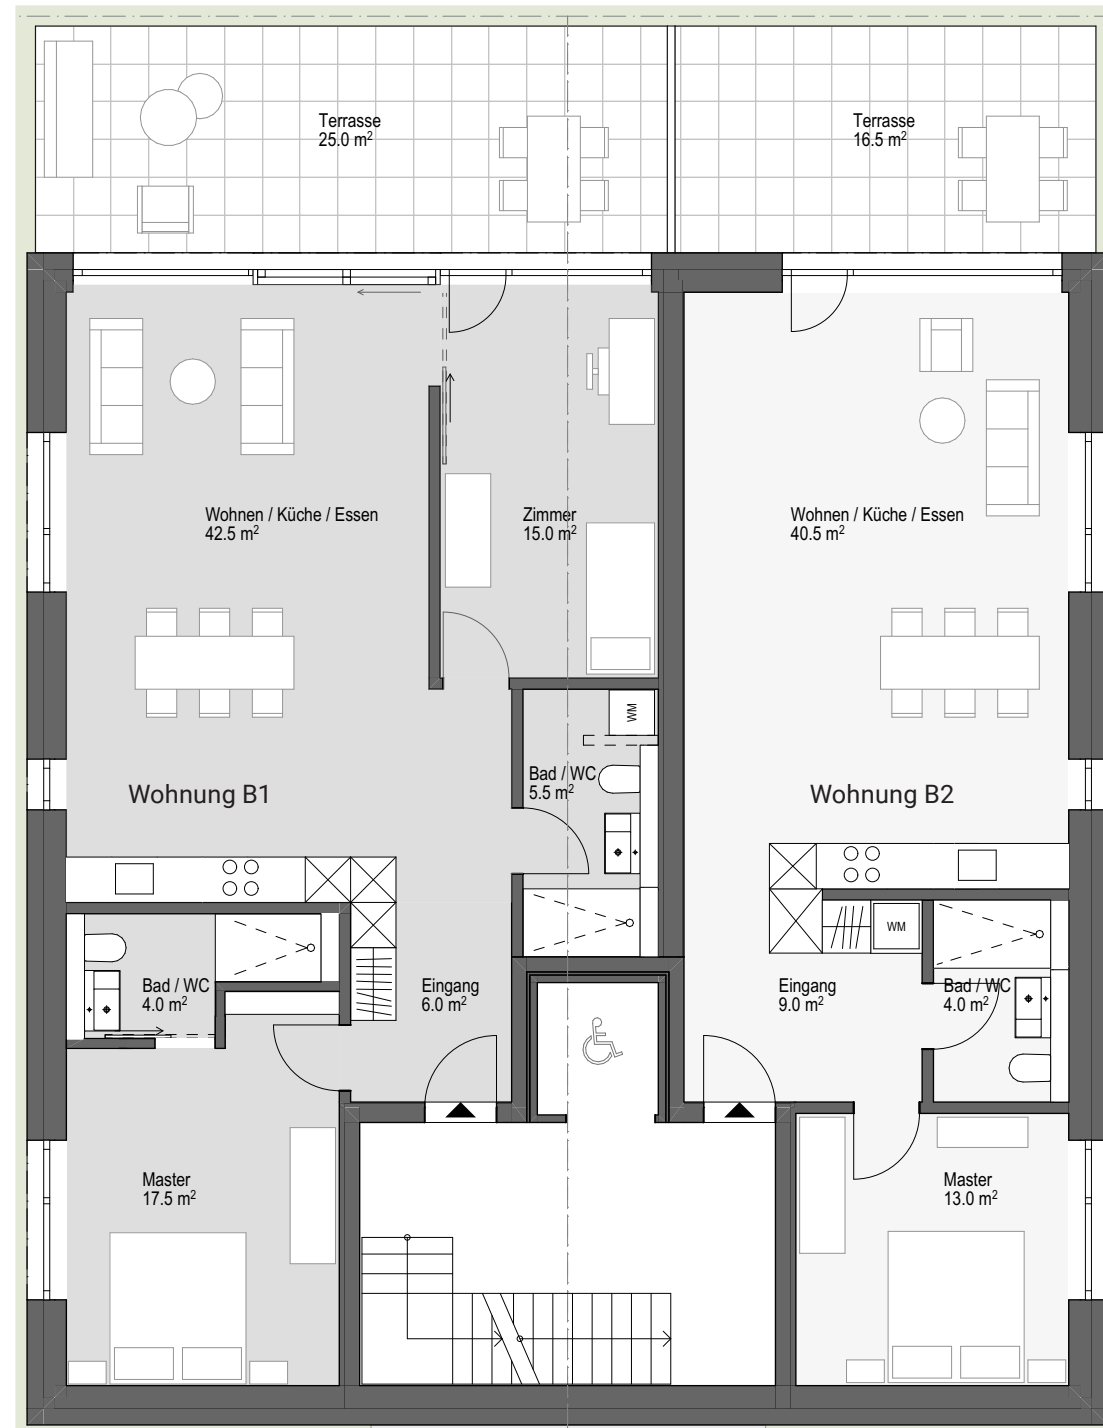 Terrasse
25.0 m²
Terrasse
16.5 m²
Wohnen / Küche / Essen
42.5 m²
Zimmer
15.0 m²
Wohnen / Küche / Essen
40.5 m²
WM
Bad / WC
5.5 m²
Wohnung B1
Wohnung B2
WM
Bad / WC
4.0 m²
Eingang
6.0 m²
Eingang
9.0 m²
Bad / WC
4.0 m²
Master
17.5 m²
Master
13.0 m²